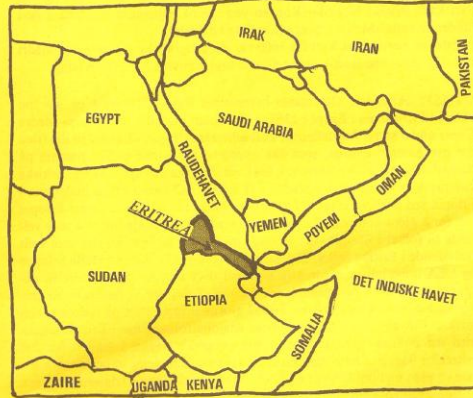 IRAK
IRAN
PAKISTAN
EGYPT
SAUDI ARABIA
RAUDEHAVET
OMAN
ERITREA
YEMEN
POYEM
SUDAN
ETIOPIA
DET INDISKE HAVET
SOMALIA
ZAIRE
UGANDA
KENYA